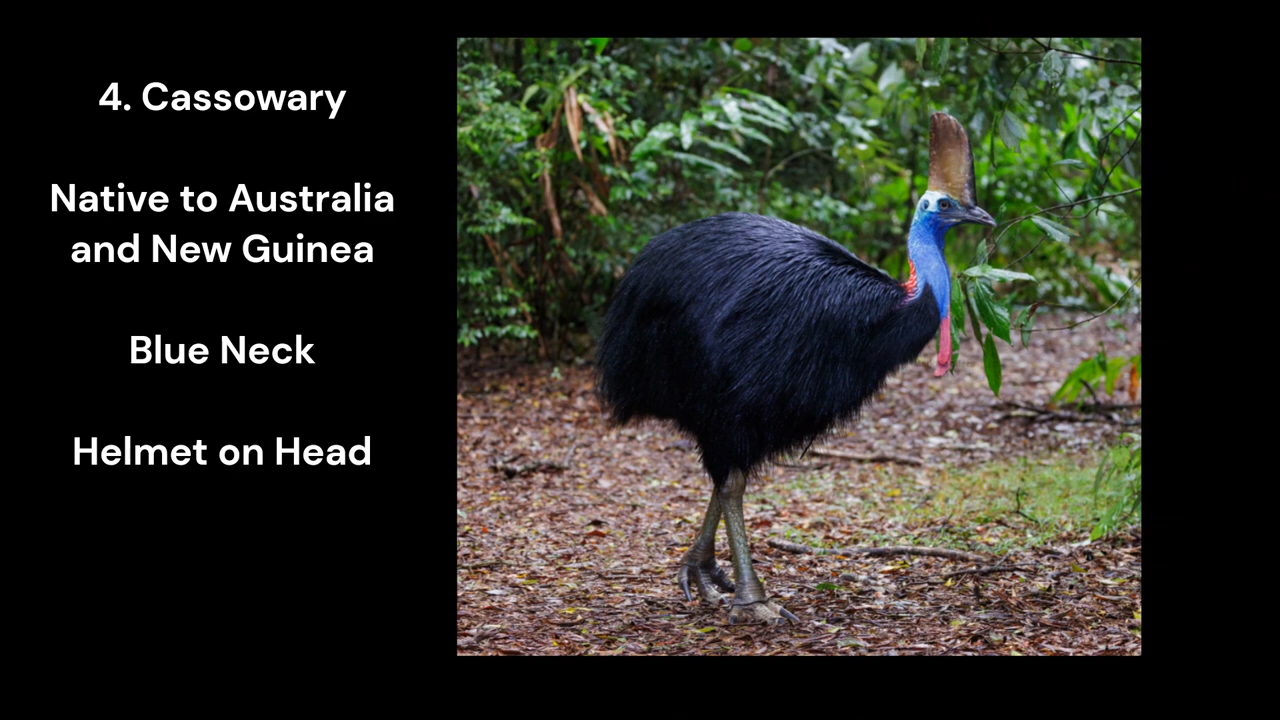 4. Cassowary
Native to Australia
and New Guinea
Blue Neck
Helmet on Head